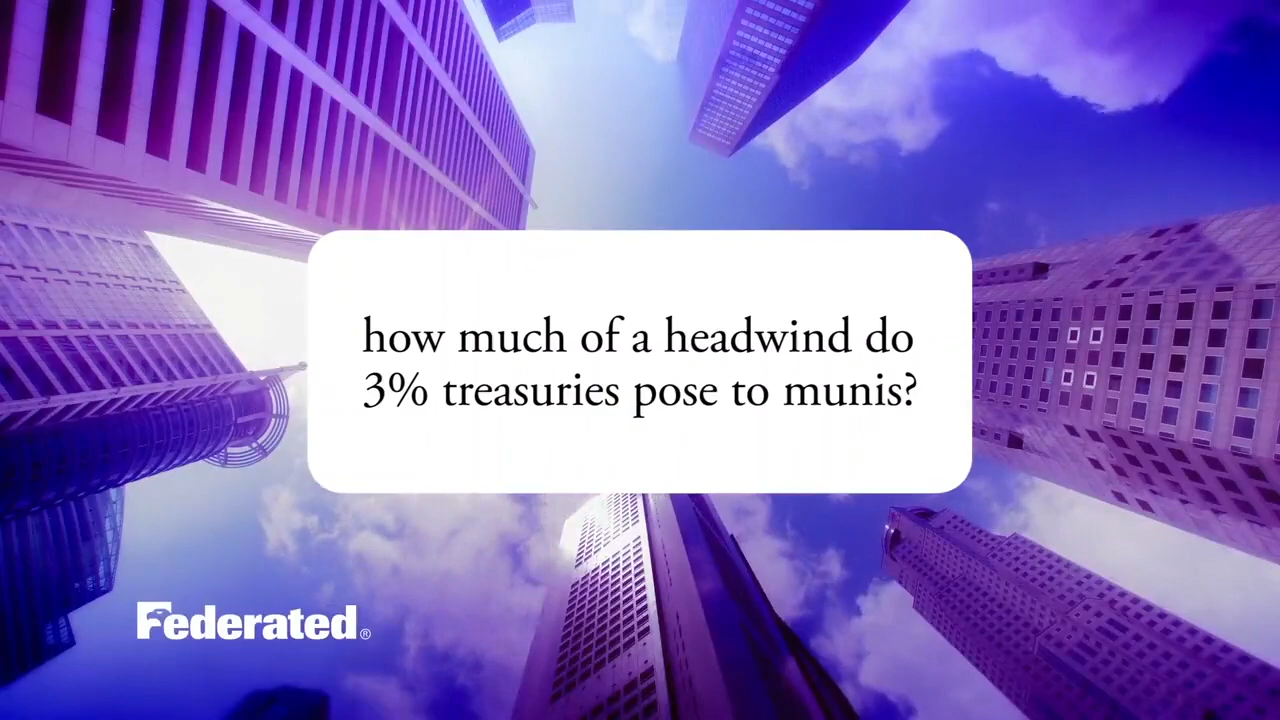 how much of a headwind do
3% treasuries pose to munis?
Federated®